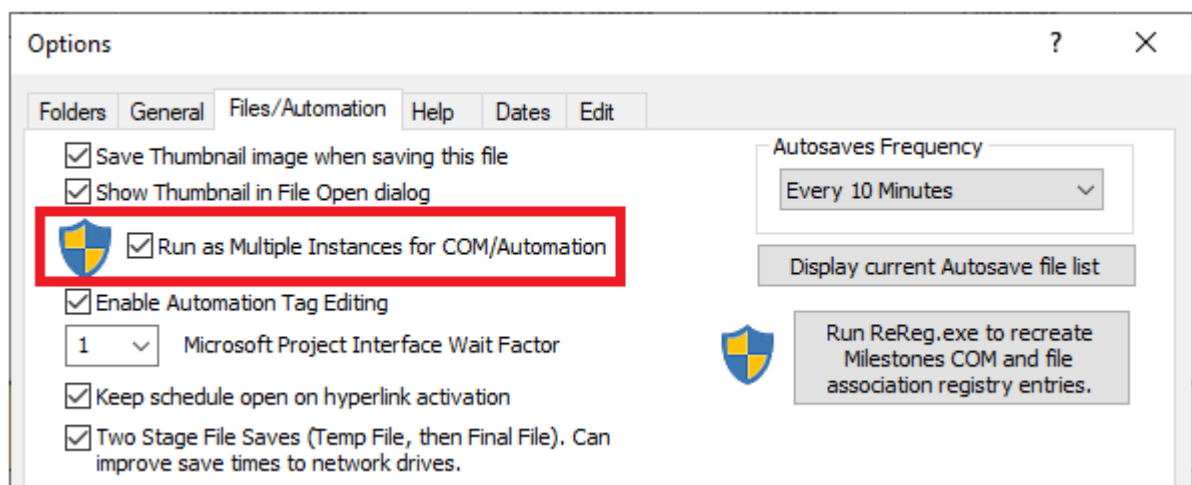 Options
?
Folders General Files/Automation Help Dates Edit
Save Thumbnail image when saving this file
Show Thumbnail in File Open dialog
Run as Multiple Instances for COM/Automation
Enable Automation Tag Editing
1 Microsoft Project Interface Wait Factor
Keep schedule open on hyperlink activation
Two Stage File Saves (Temp File, then Final File). Can
improve save times to network drives.
Autosaves Frequency
Every 10 Minutes
Display current Autosave file list
Run ReReg.exe to recreate
Milestones COM and file
association registry entries.